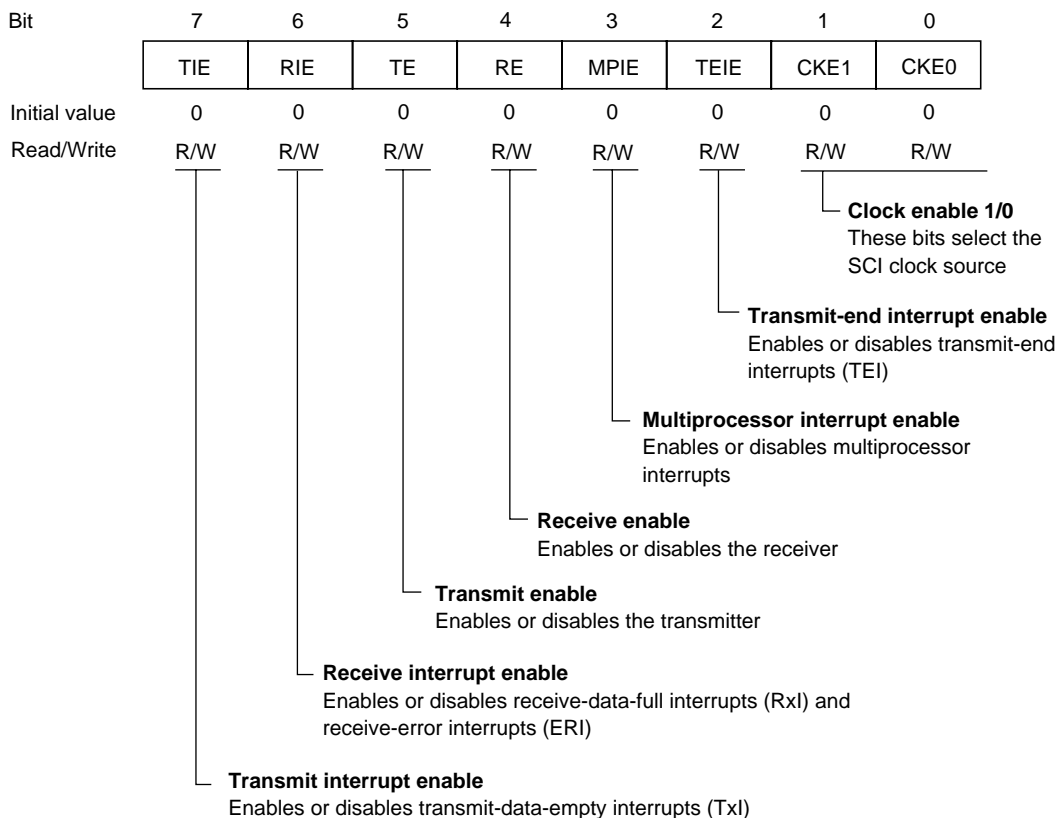 Bit 7 6 5 4 3 2 1 0
TIE RIE TE RE MPIE TEIE CKE1 CKE0
Initial value 0 0 0 0 0 0 0 0
Read/Write R/W R/W R/W R/W R/W R/W R/W R/W
Clock enable 1/0
These bits select the
SCI clock source
Transmit-end interrupt enable
Enables or disables transmit-end
interrupts (TEI)
Multiprocessor interrupt enable
Enables or disables multiprocessor
interrupts
Receive enable
Enables or disables the receiver
Transmit enable
Enables or disables the transmitter
Receive interrupt enable
Enables or disables receive-data-full interrupts (RxI) and
receive-error interrupts (ERI)
Transmit interrupt enable
Enables or disables transmit-data-empty interrupts (TxI)